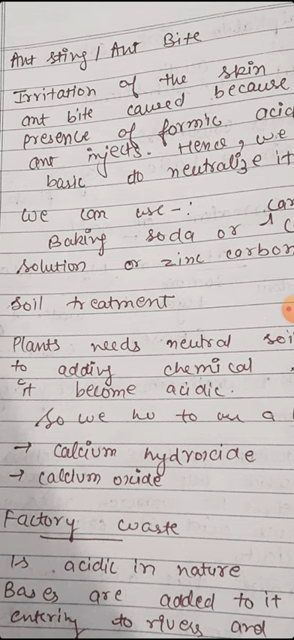 Ant sting / Ant Bite
Irritation of the skin
ant bite caused because
presence of formic acid
ant injects. Hence, we
basic to neutralize it
we can use -:
Baking soda or
solution or zinc carbon
soil treatment
Plants needs neutral soi
to adding chemical
it become acidic.
So we to a
→ calcium hydroxide
→ calcium oxide
Factory waste
Is acidic in nature
Bases are added to it
entering to rivers and